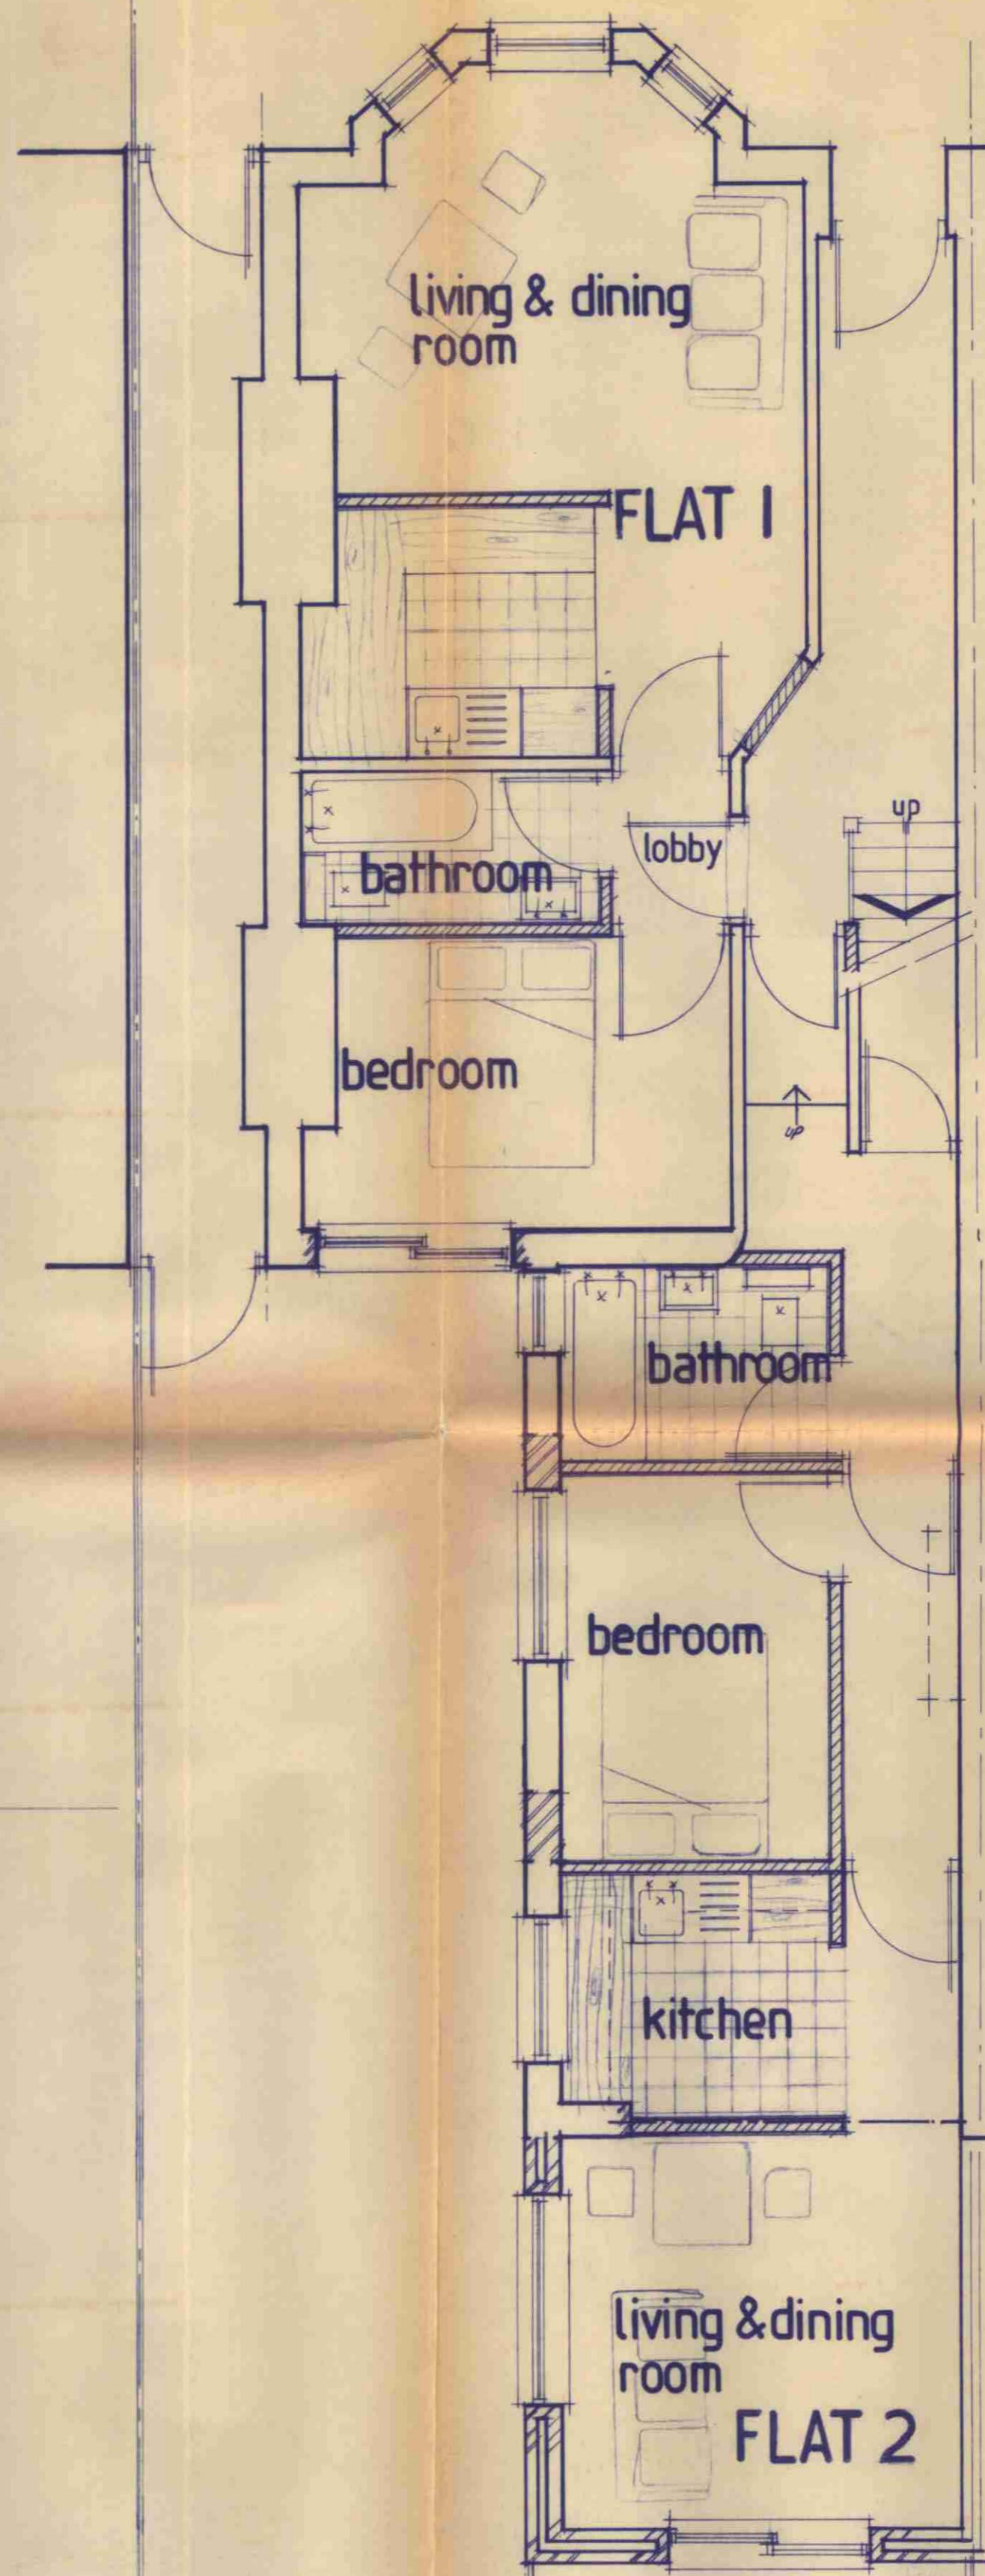 living & dining
room
FLAT 1
up
lobby
bathroom
bedroom
up
bathroom
bedroom
kitchen
living & dining
room
FLAT 2